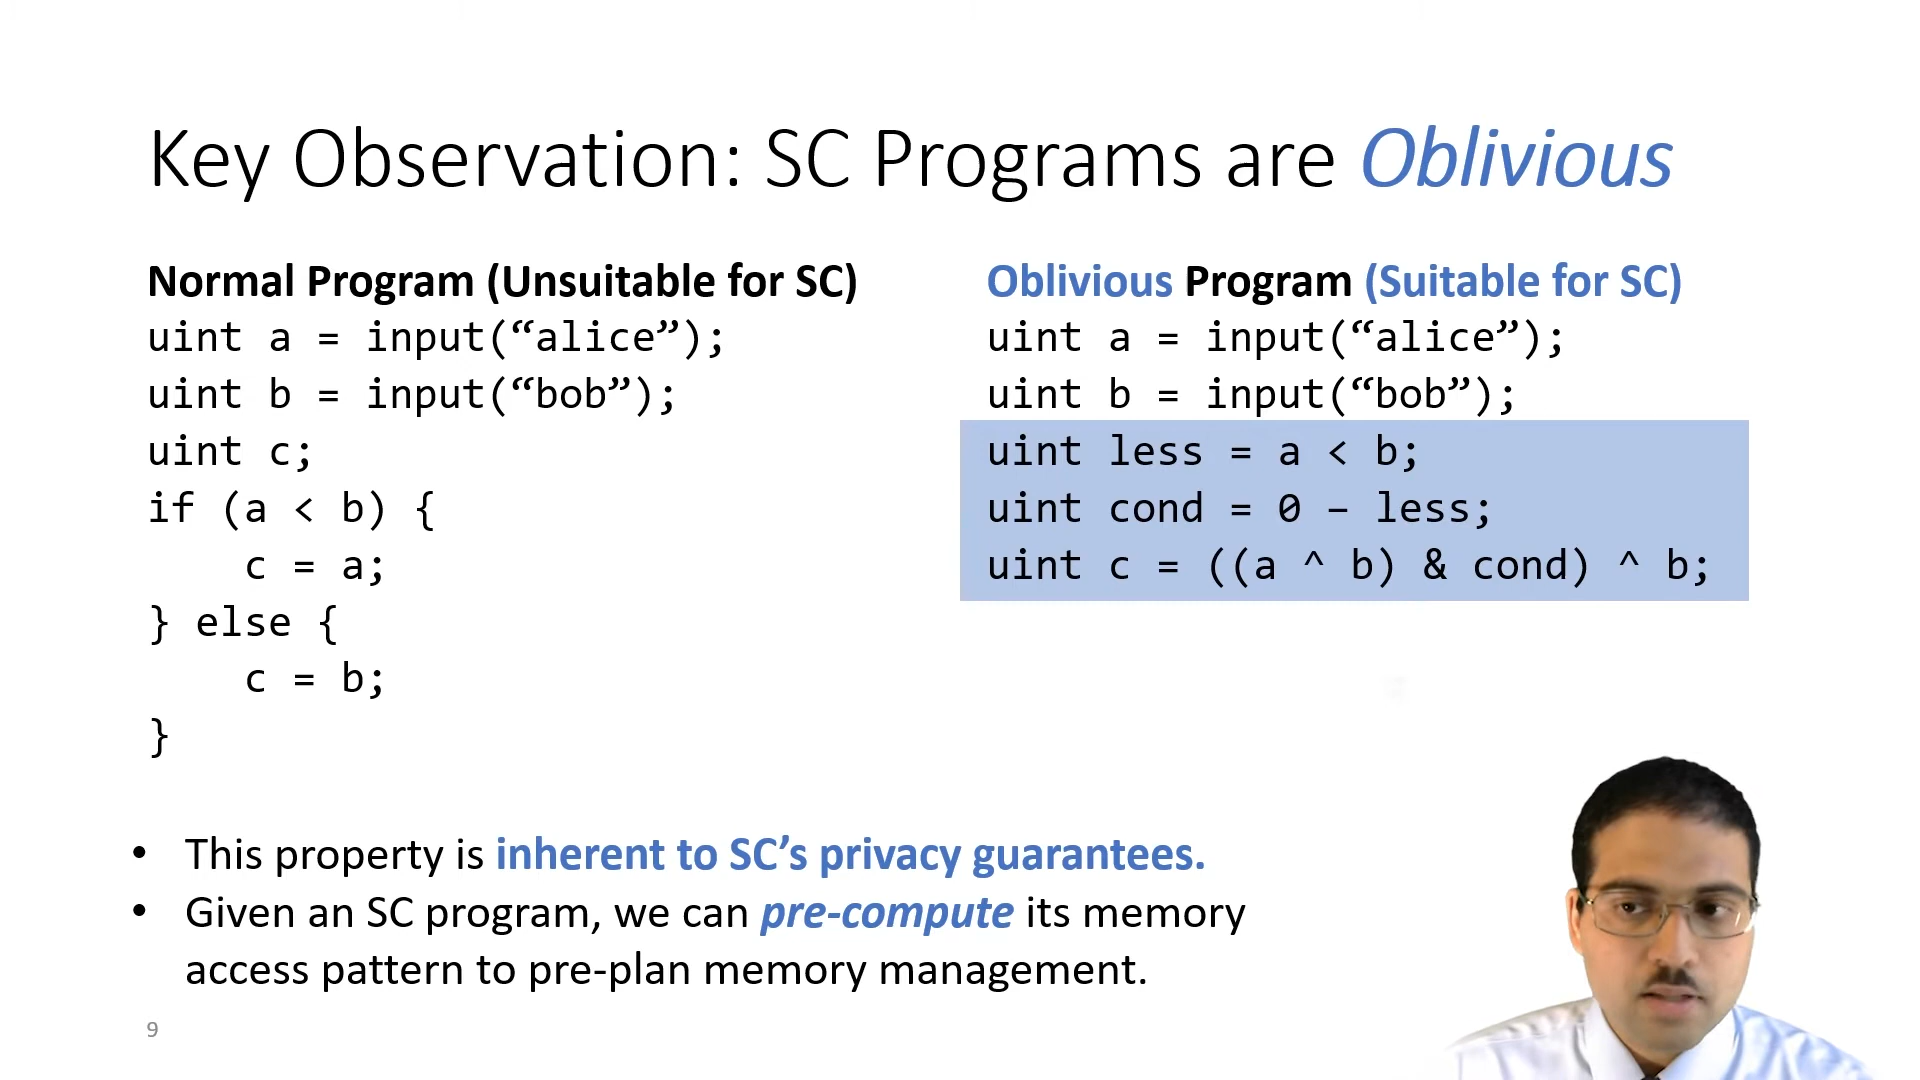 Key Observation: SC Programs are Oblivious
Normal Program (Unsuitable for SC)
uint a = input(“alice”);
uint b = input(“bob”);
uint c;
if (a < b) {
    c = a;
} else {
    c = b;
}
Oblivious Program (Suitable for SC)
uint a = input(“alice”);
uint b = input(“bob”);
uint less = a < b;
uint cond = 0 – less;
uint c = ((a ^ b) & cond) ^ b;
• This property is inherent to SC’s privacy guarantees.
• Given an SC program, we can pre-compute its memory
access pattern to pre-plan memory management.
9